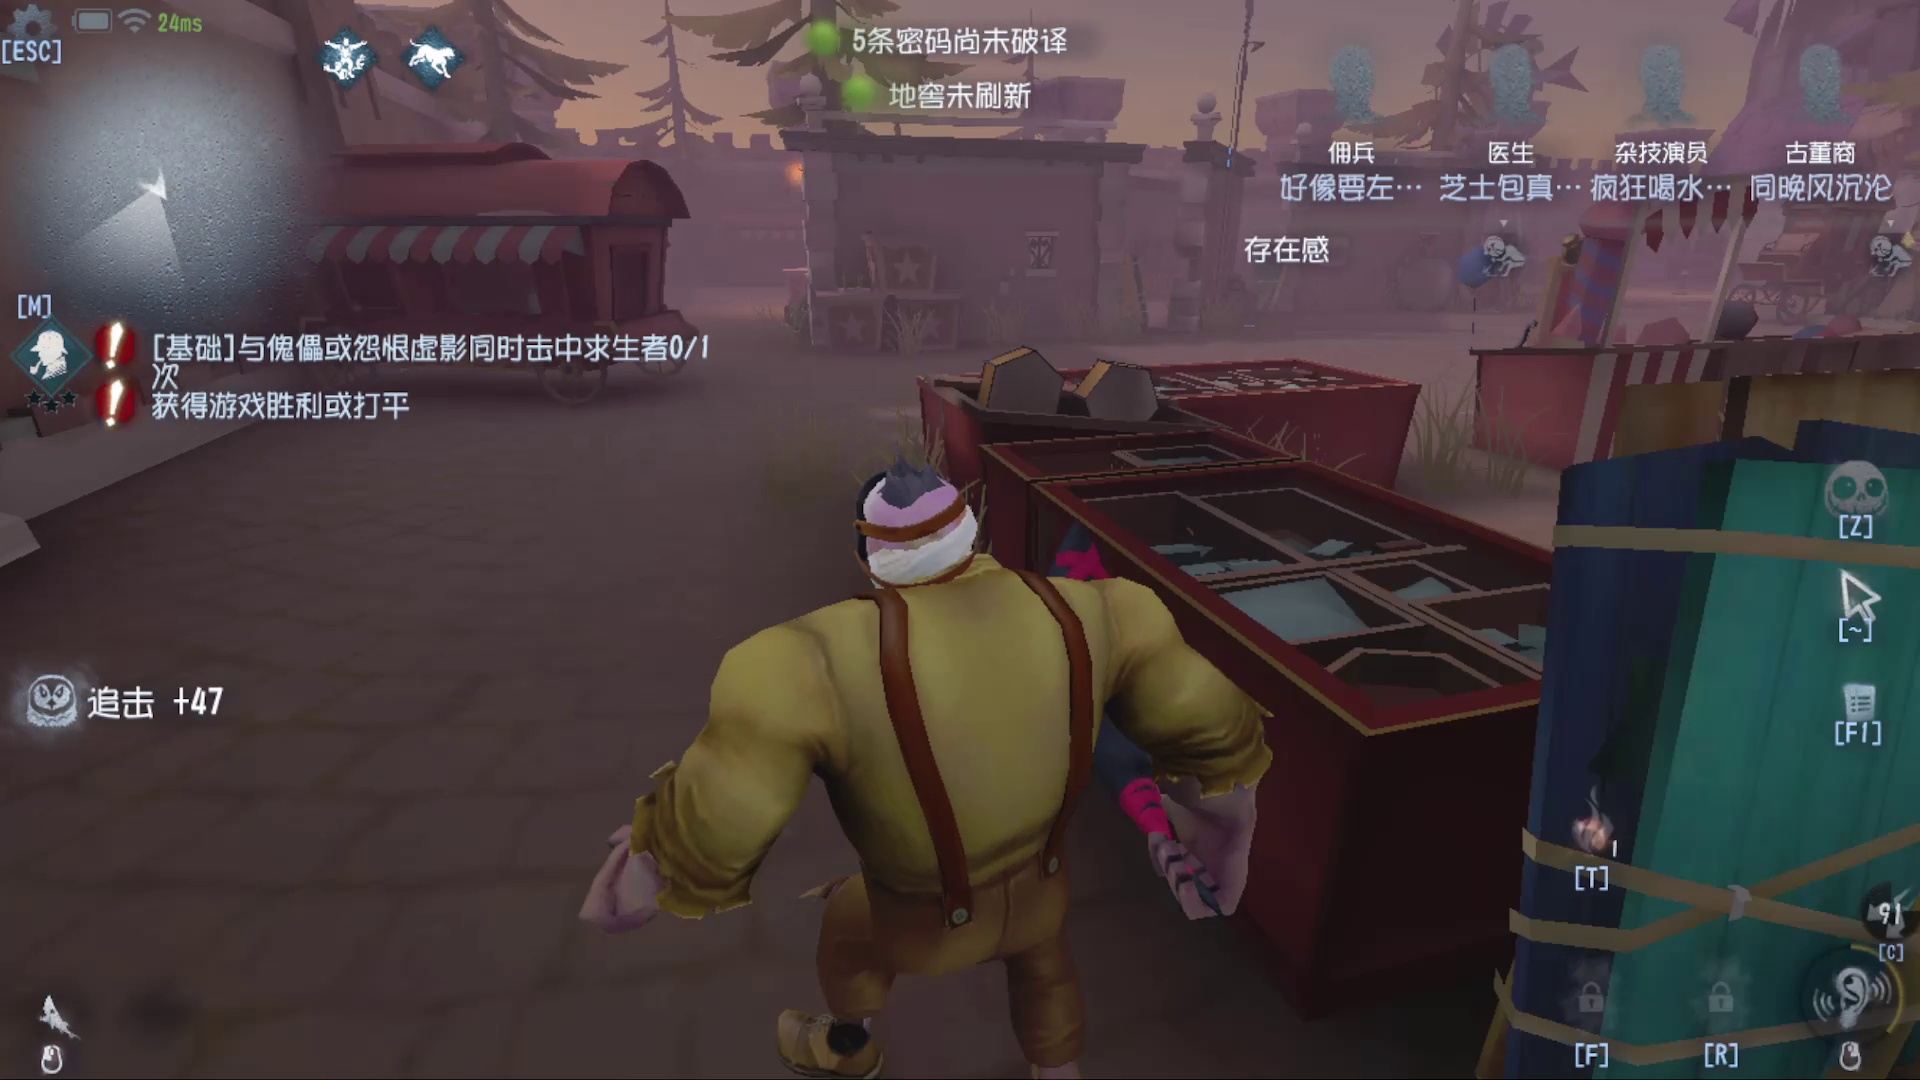 24ms
[ESC]
5条密码尚未破译
地窖未刷新
佣兵 医生 杂技演员 古董商
好像要左… 芝士包真… 疯狂喝水… 同晚风沉沦
存在感
[M]
[基础]与傀儡或怨恨虚影同时击中求生者0/1
次
获得游戏胜利或打平
[Z]
[~]
追击 +47
[F1]
1
[T]
91
[C]
[F] [R]